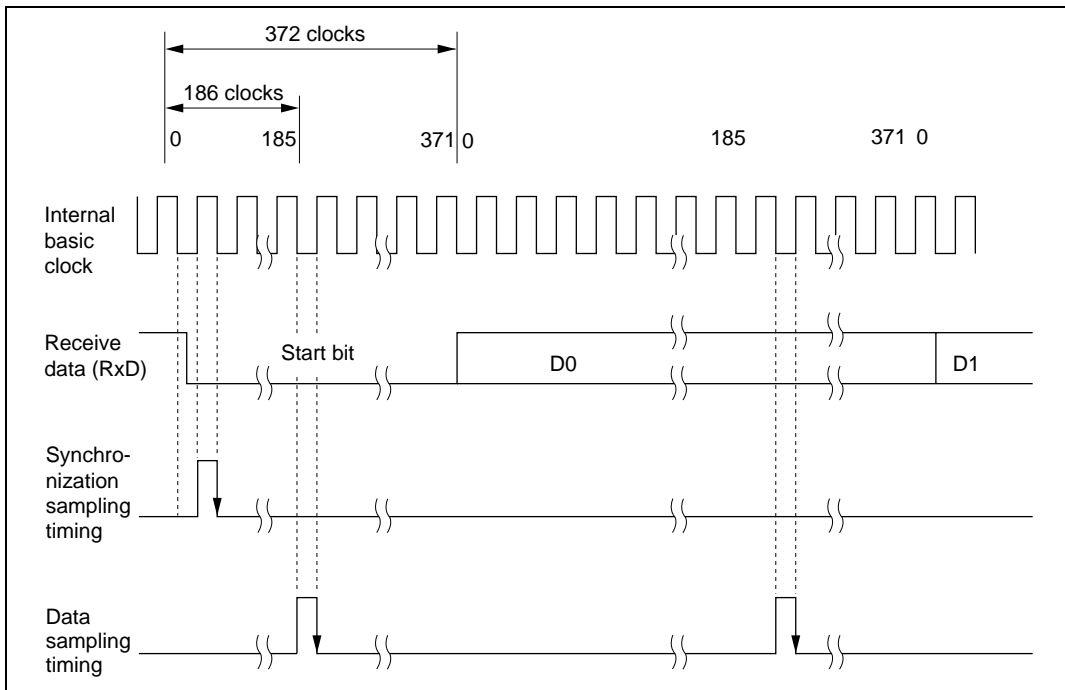 372 clocks
186 clocks
0 185 371 0 185 371 0
Internal
basic
clock
Receive
data (RxD)
Start bit
D0
D1
Synchro-
nization
sampling
timing
Data
sampling
timing